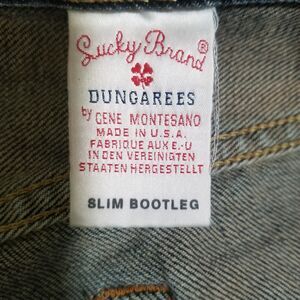 Lucky Brand®
DUNGAREES
by GENE MONTESANO
MADE IN U.S.A.
FABRIQUE AUX E.-U
IN DEN VEREINIGTEN
STAATEN HERGESTELLT
SLIM BOOTLEG